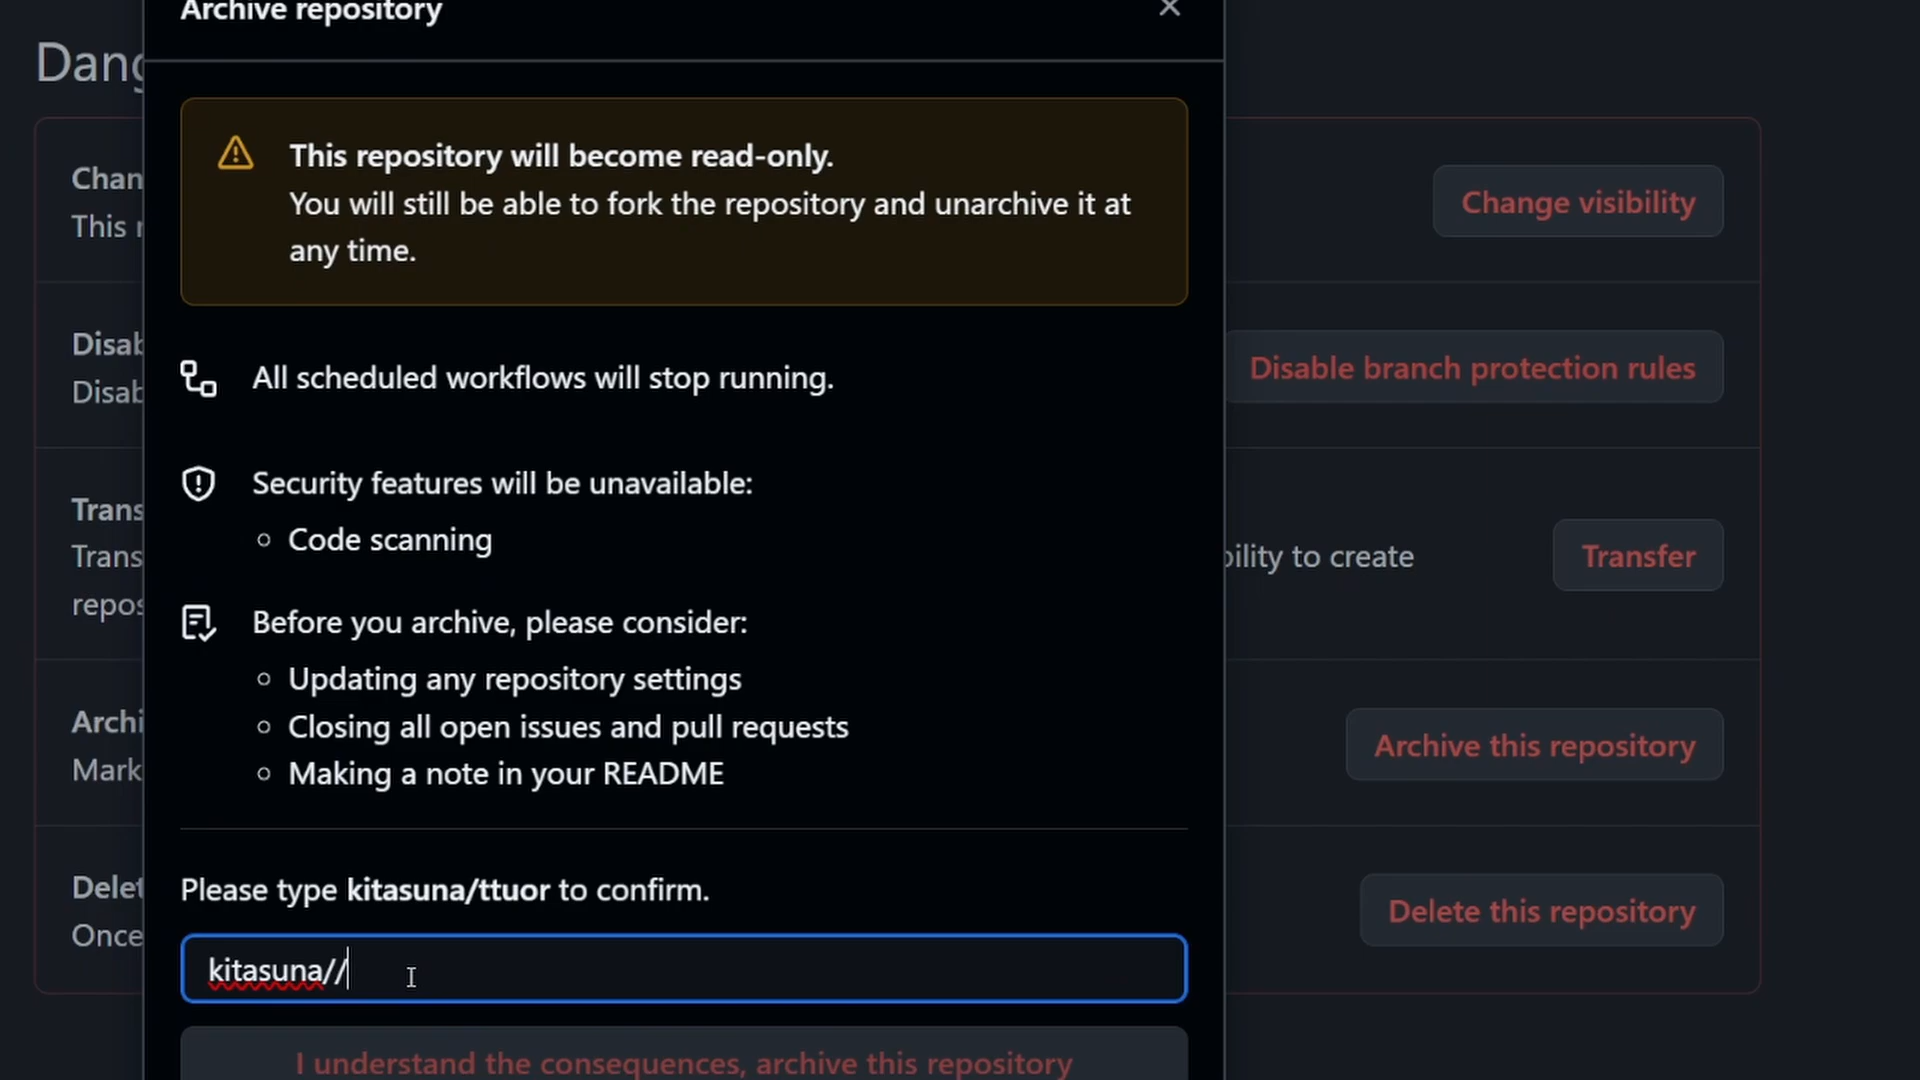 Archive repository
Dang
This repository will become read-only.
You will still be able to fork the repository and unarchive it at
any time.
Chan
This r
Change visibility
All scheduled workflows will stop running.
Disab
Disab
Disable branch protection rules
Security features will be unavailable:
Code scanning
Trans
Trans
repos
bility to create
Transfer
Before you archive, please consider:
Updating any repository settings
Closing all open issues and pull requests
Making a note in your README
Archi
Mark
Archive this repository
Delet
Once
Delete this repository
Please type kitasuna/ttuor to confirm.
kitasuna//
I understand the consequences, archive this repository